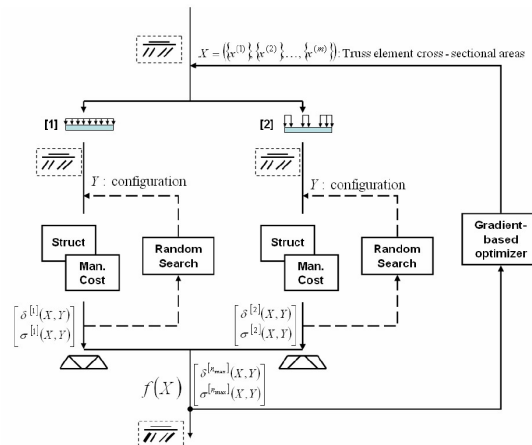 X = ({x^(1)}, {x^(2)}, ..., {x^(m)}): Truss element cross-sectional areas
[1] [2]
Y : configuration Y : configuration
Struct Man. Cost Random Search Struct Man. Cost Random Search Gradient-based optimizer
[δ^[1](X,Y) σ^[1](X,Y)] [δ^[2](X,Y) σ^[2](X,Y)]
f(X) [δ^[n_max](X,Y) σ^[n_max](X,Y)]